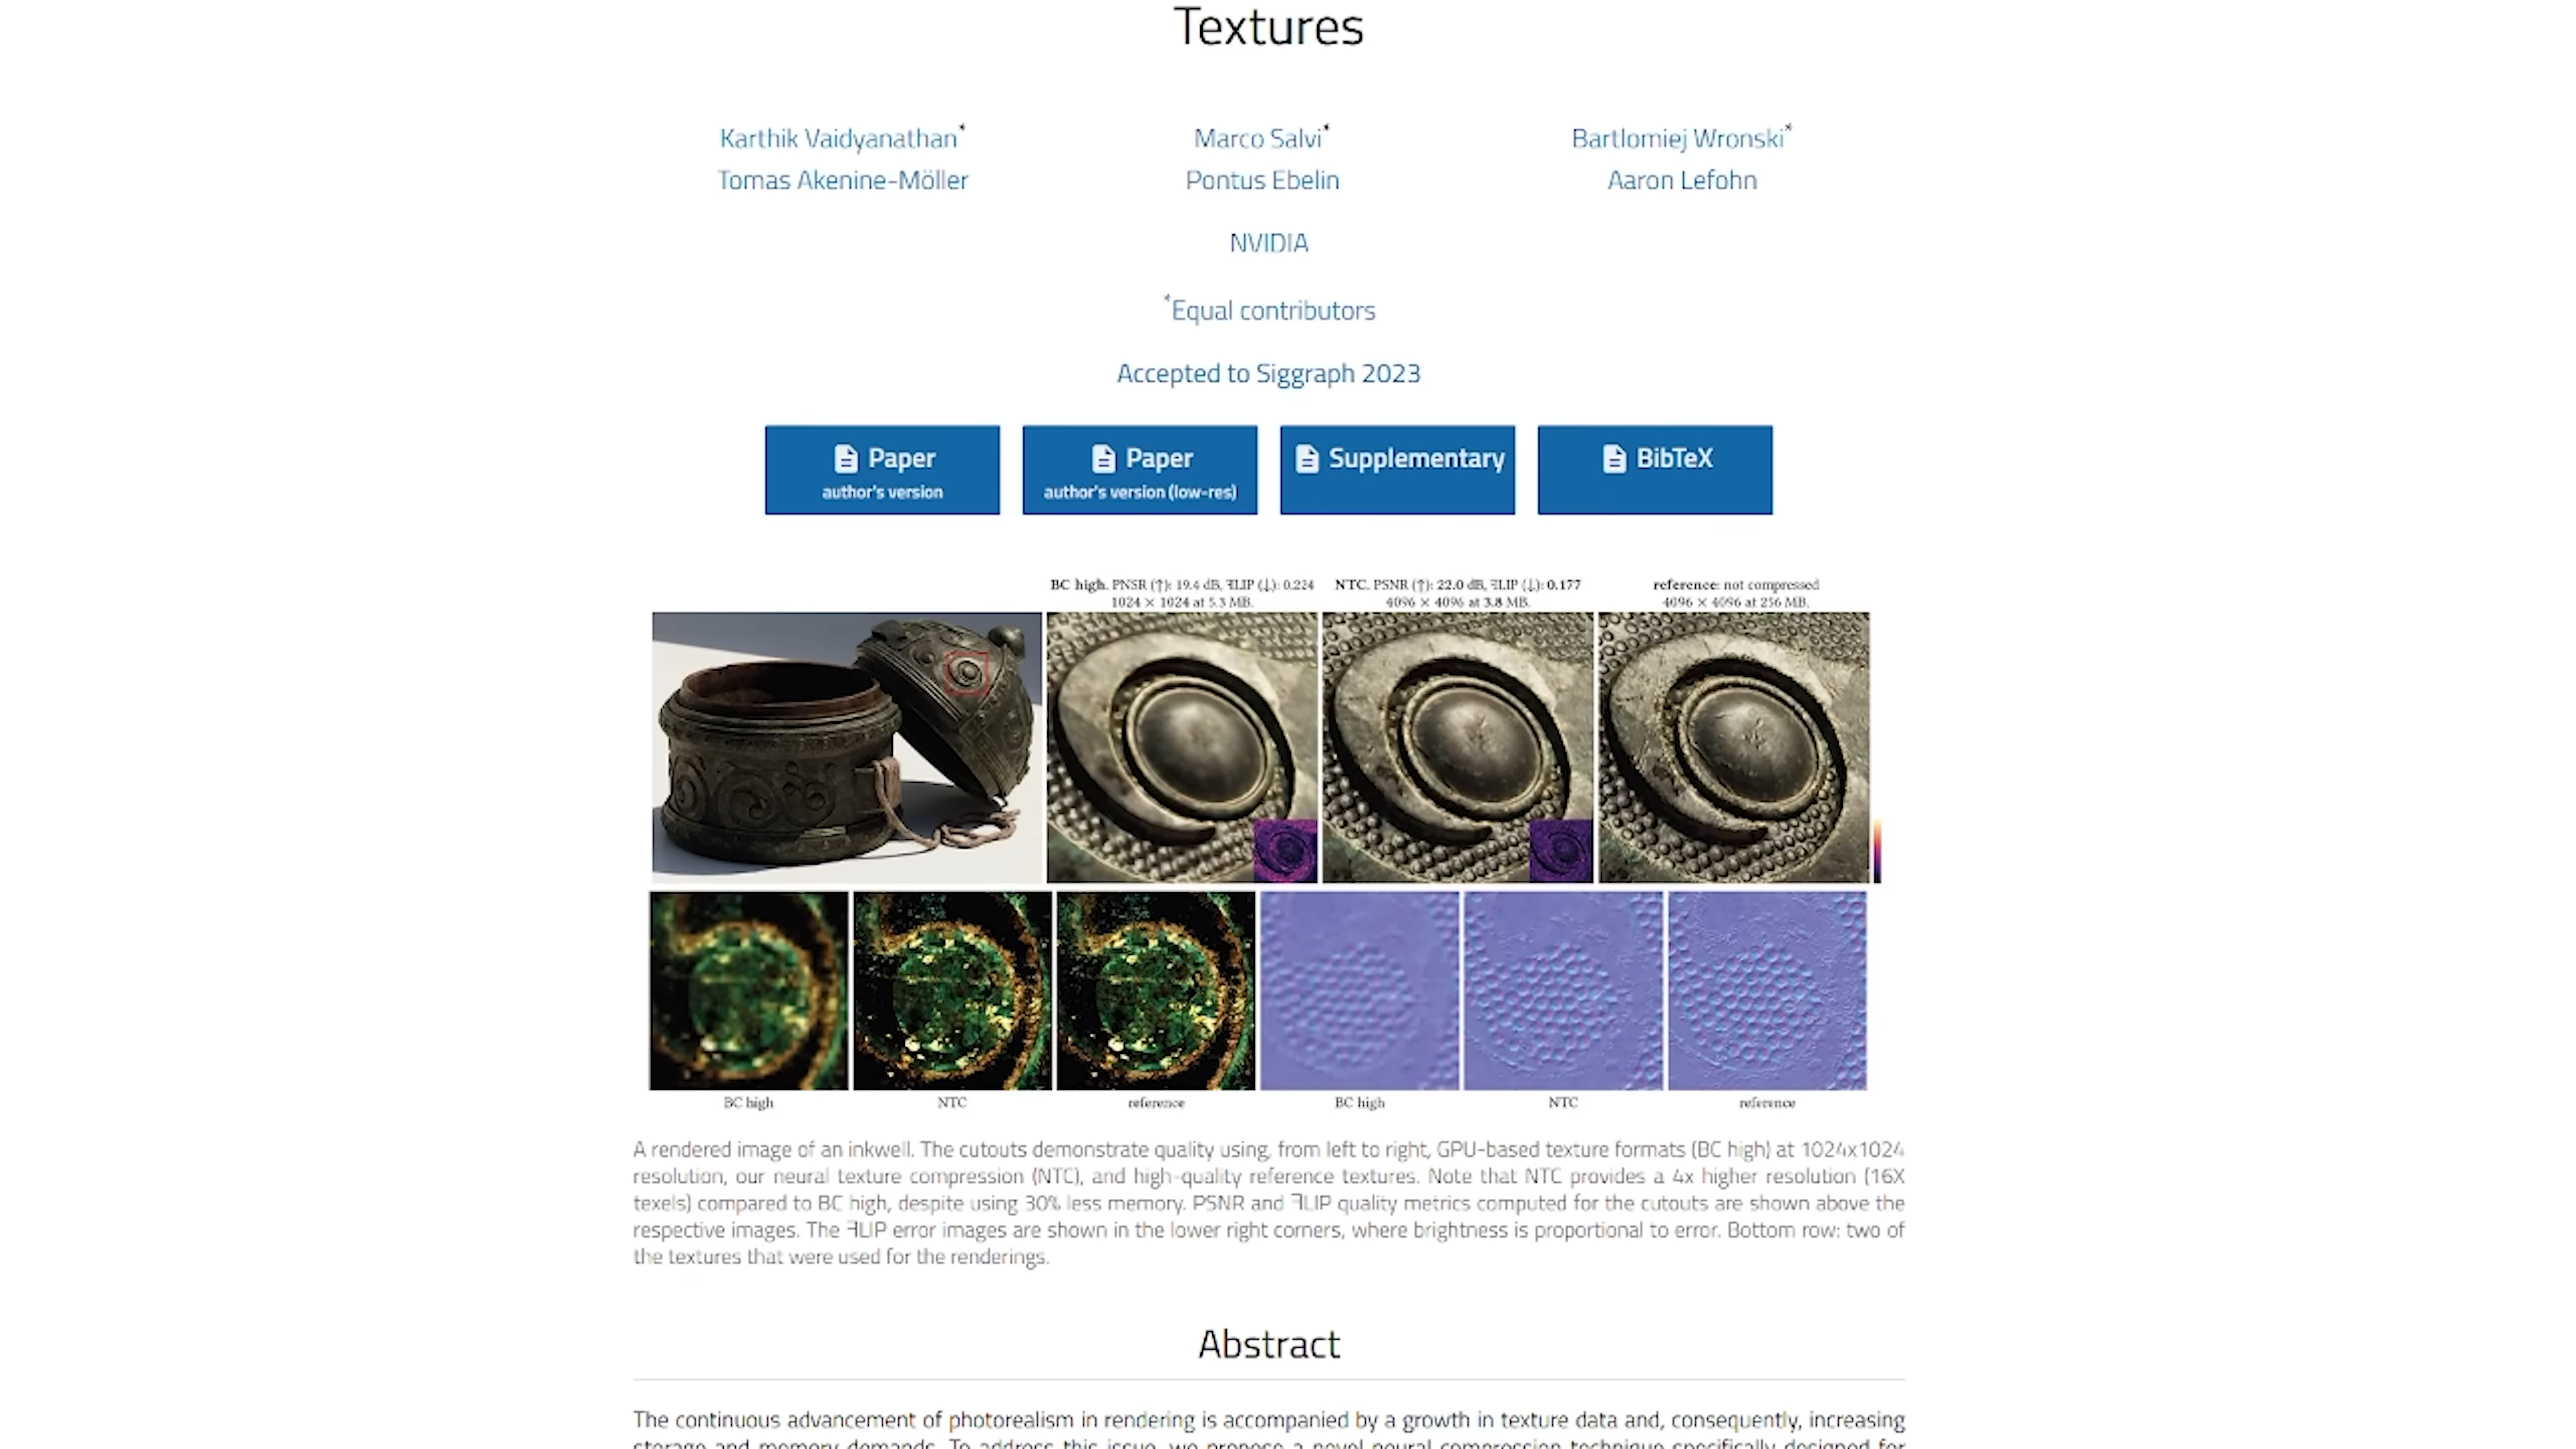 Textures
Karthik Vaidyanathan* Marco Salvi* Bartlomiej Wronski*
Tomas Akenine-Möller Pontus Ebelin Aaron Lefohn
NVIDIA
*Equal contributors
Accepted to Siggraph 2023
Paper
author's version
Paper
author's version (low-res)
Supplementary
BibTeX
BC high. PNSR (↑): 19.4 dB, ꟻLIP (↓): 0.224
1024 × 1024 at 5.3 MB.
NTC. PSNR (↑): 22.0 dB, ꟻLIP (↓): 0.177
4096 × 4096 at 3.8 MB.
reference: not compressed
4096 × 4096 at 256 MB.
BC high NTC reference BC high NTC reference
A rendered image of an inkwell. The cutouts demonstrate quality using, from left to right, GPU-based texture formats (BC high) at 1024x1024
resolution, our neural texture compression (NTC), and high-quality reference textures. Note that NTC provides a 4x higher resolution (16X
texels) compared to BC high, despite using 30% less memory. PSNR and ꟻLIP quality metrics computed for the cutouts are shown above the
respective images. The ꟻLIP error images are shown in the lower right corners, where brightness is proportional to error. Bottom row: two of
the textures that were used for the renderings.
Abstract
The continuous advancement of photorealism in rendering is accompanied by a growth in texture data and, consequently, increasing
storage and memory demands. To address this issue, we propose a novel neural compression technique specifically designed for